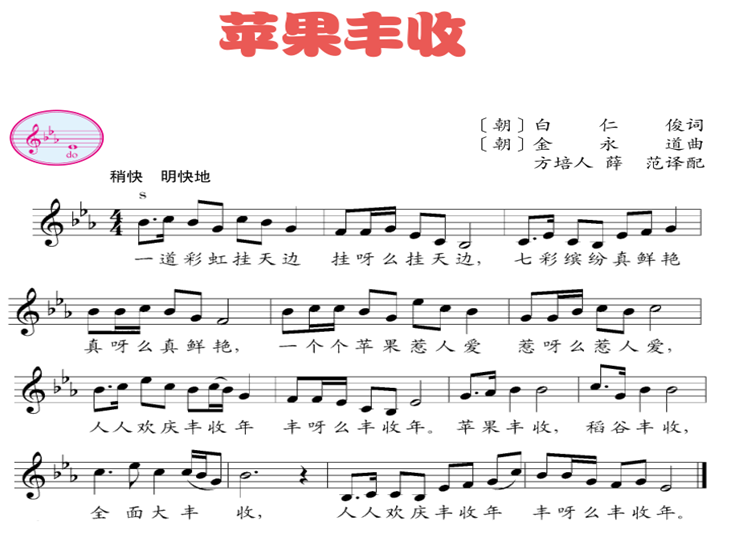 苹果丰收
do
〔朝〕白 仁 俊词
〔朝〕金 永 道曲
方培人 薛 范译配
稍快 明快地
s
4
4
一道彩虹挂天边 挂呀么挂天边, 七彩缤纷真鲜艳
真呀么真鲜艳, 一个个苹果惹人爱 惹呀么惹人爱,
人人欢庆丰收年 丰呀么丰收年。 苹果丰收, 稻谷丰收,
全面大丰 收, 人人欢庆丰收年 丰呀么丰收年。